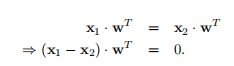 x₁ · wᵀ = x₂ · wᵀ
⇒ (x₁ − x₂) · wᵀ = 0.